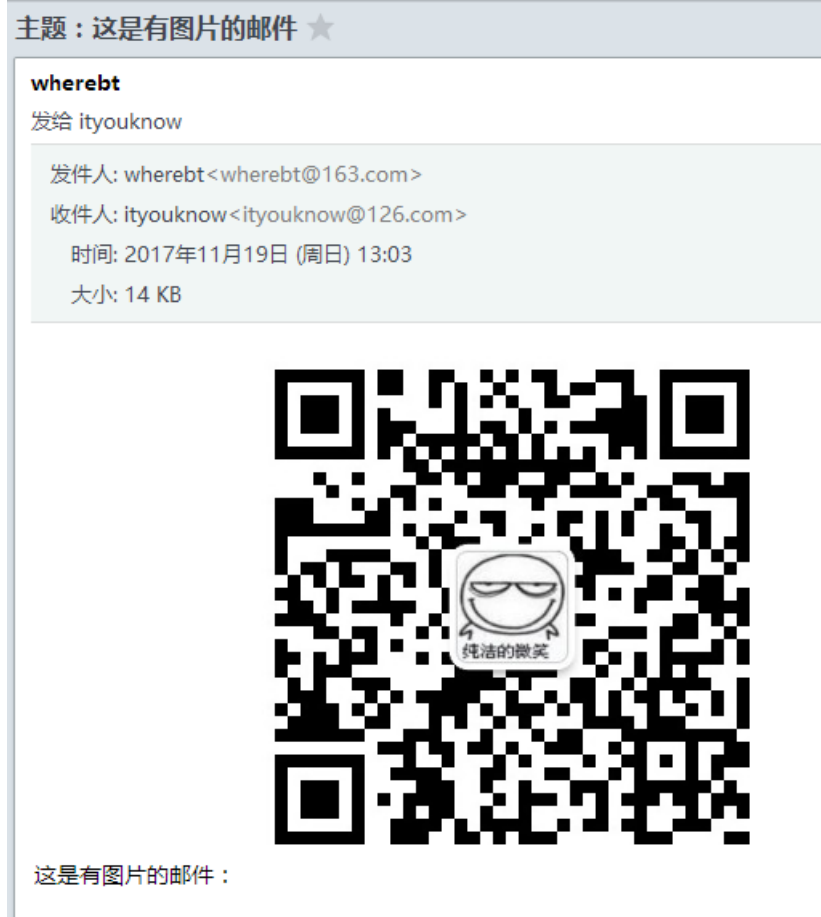 主题：这是有图片的邮件
wherebt
发给 ityouknow
发件人: wherebt<wherebt@163.com>
收件人: ityouknow<ityouknow@126.com>
时间: 2017年11月19日 (周日) 13:03
大小: 14 KB
纯洁的微笑
这是有图片的邮件：